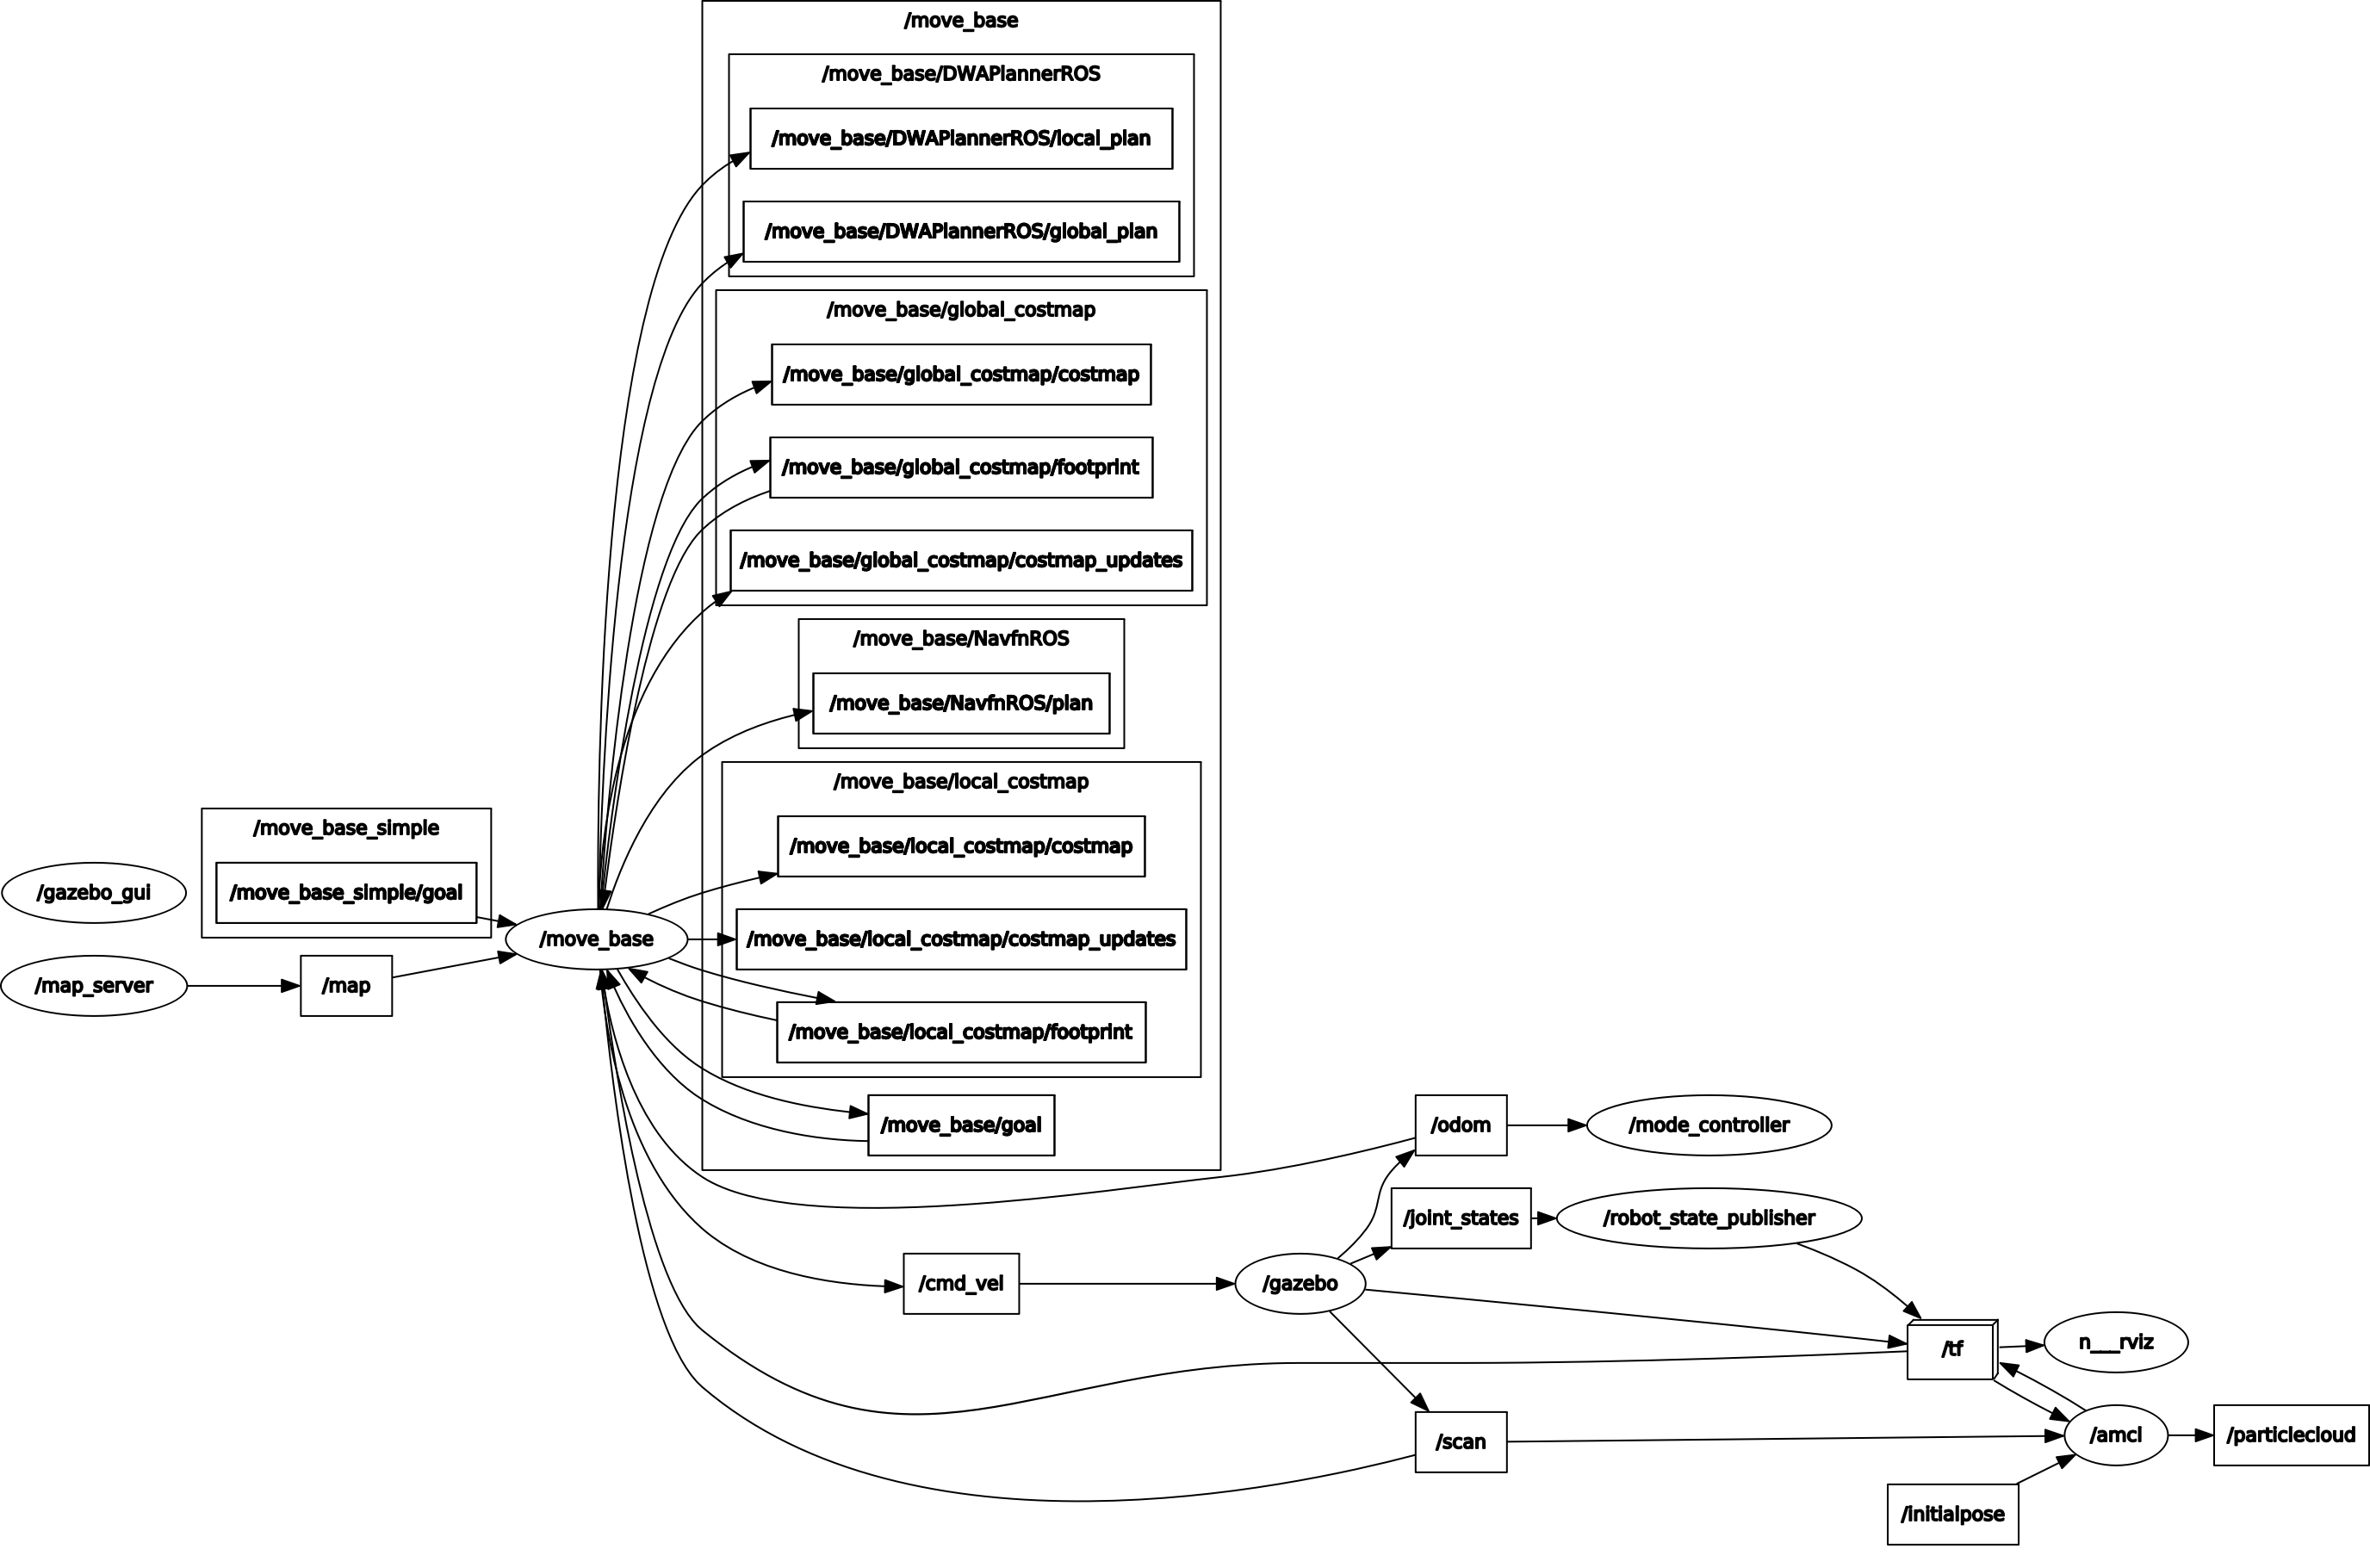 /move_base
/move_base/DWAPlannerROS
/move_base/DWAPlannerROS/local_plan
/move_base/DWAPlannerROS/global_plan
/move_base/global_costmap
/move_base/global_costmap/costmap
/move_base/global_costmap/footprint
/move_base/global_costmap/costmap_updates
/move_base/NavfnROS
/move_base/NavfnROS/plan
/move_base/local_costmap
/move_base_simple
/move_base/local_costmap/costmap
/gazebo_gui
/move_base_simple/goal
/move_base
/move_base/local_costmap/costmap_updates
/map_server
/map
/move_base/local_costmap/footprint
/move_base/goal
/odom
/mode_controller
/joint_states
/robot_state_publisher
/cmd_vel
/gazebo
/tf
n___rviz
/scan
/amcl
/particlecloud
/initialpose